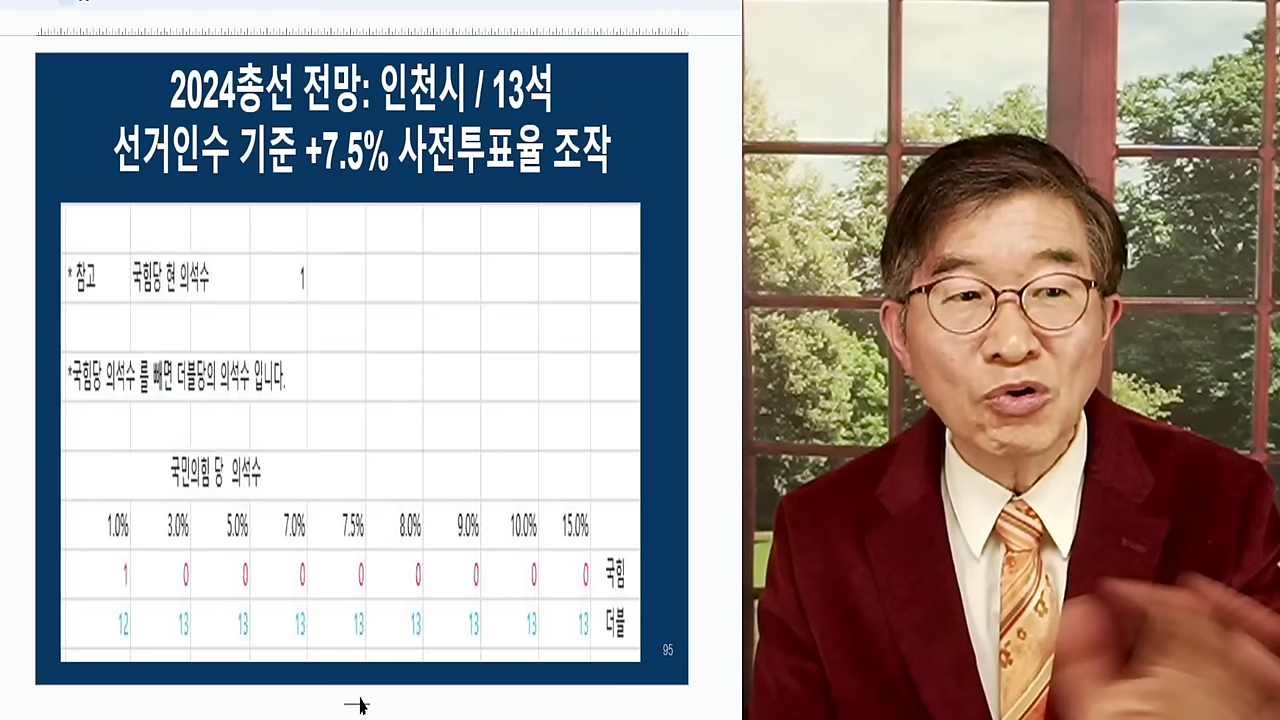 2024총선 전망: 인천시 / 13석
선거인수 기준 +7.5% 사전투표율 조작
* 참고 국힘당 현 의석수 1
*국힘당 의석수 를 빼면 더블당의 의석수 입니다.
국민의힘 당 의석수
1.0% 3.0% 5.0% 7.0% 7.5% 8.0% 9.0% 10.0% 15.0%
1 0 0 0 0 0 0 0 0 국힘
12 13 13 13 13 13 13 13 13 더블
95